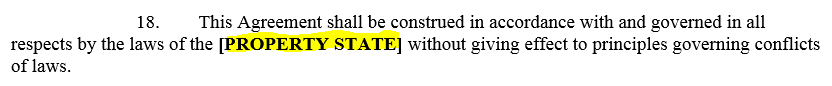 18. This Agreement shall be construed in accordance with and governed in all
respects by the laws of the [PROPERTY STATE] without giving effect to principles governing conflicts
of laws.